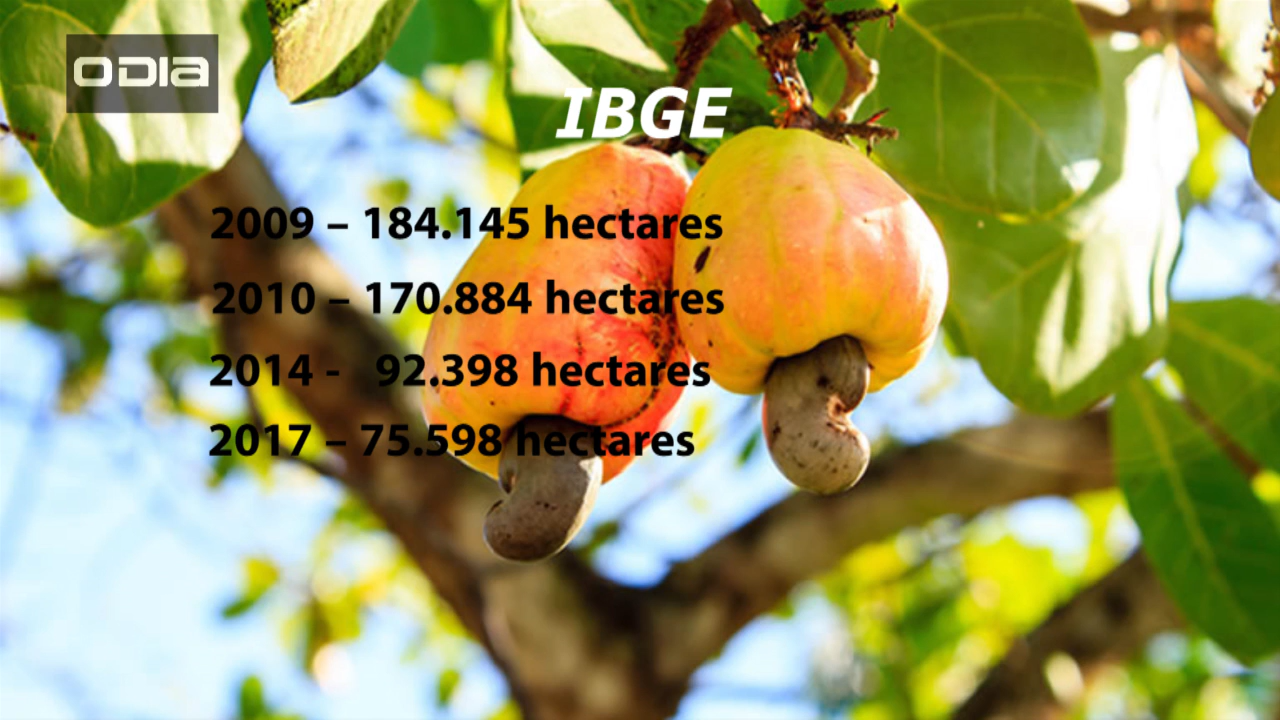 ODIA
IBGE
2009 – 184.145 hectares
2010 – 170.884 hectares
2014 - 92.398 hectares
2017 – 75.598 hectares